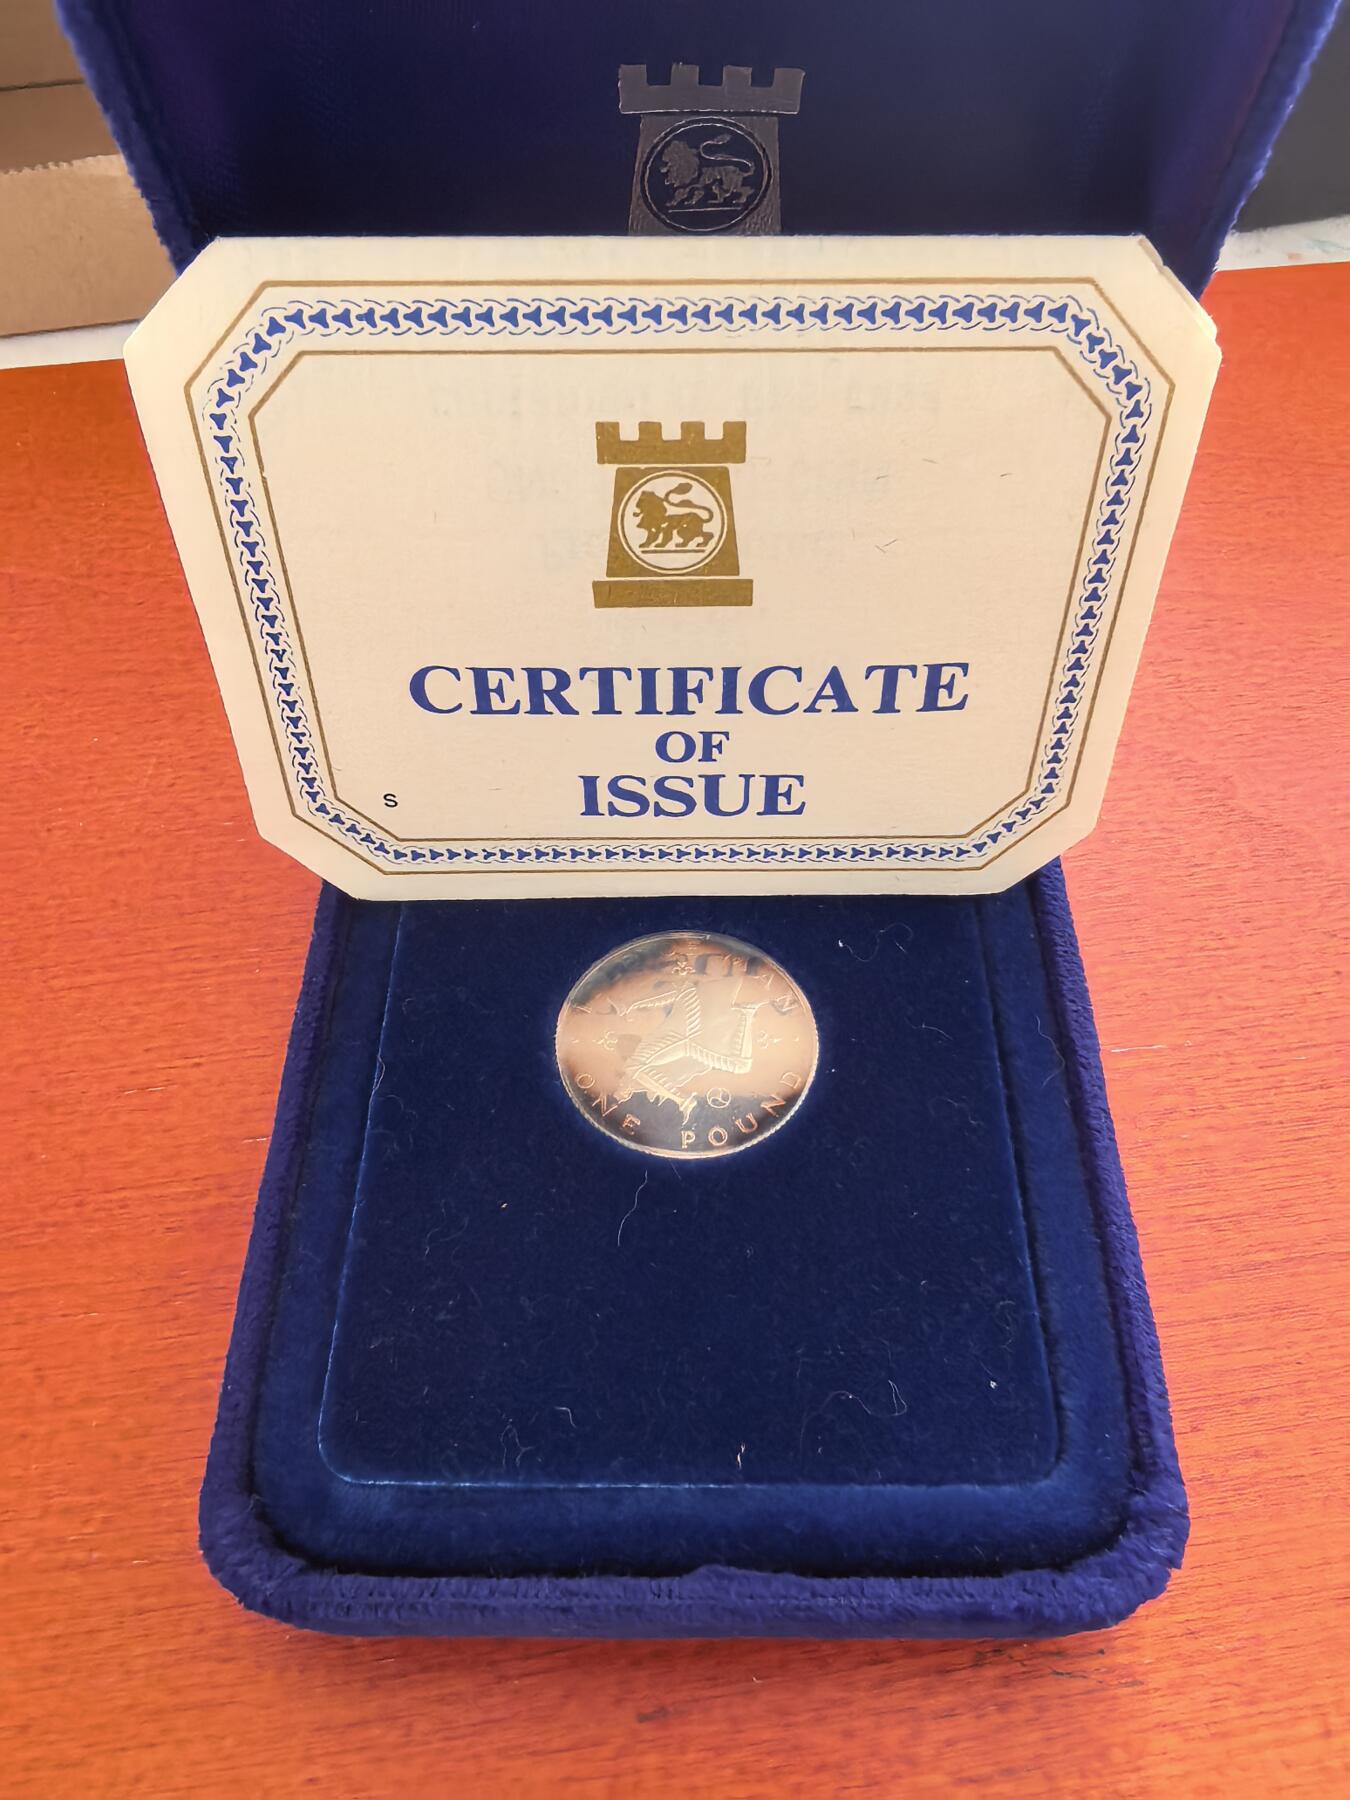 CERTIFICATE
OF
ISSUE
S
ONE POUND